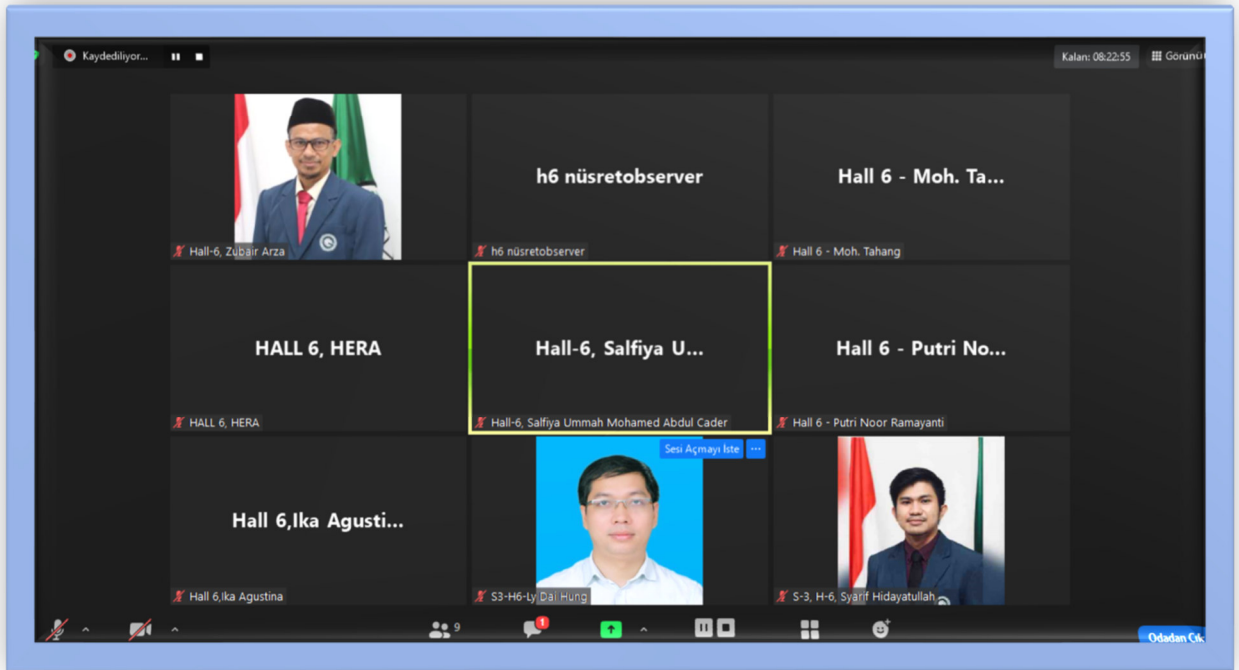 Kaydediliyor...
Kalan: 08:22:55
Görünü
Hall-6, Zubair Arza
h6 nüsretobserver
h6 nüsretobserver
Hall 6 - Moh. Ta...
Hall 6 - Moh. Tahang
HALL 6, HERA
HALL 6, HERA
Hall-6, Salfiya U...
Hall-6, Salfiya Ummah Mohamed Abdul Cader
Hall 6 - Putri No...
Hall 6 - Putri Noor Ramayanti
Hall 6,Ika Agusti...
Hall 6,Ika Agustina
Sesi Açmayı İste
...
S3-H6-Ly Dai Hung
S-3, H-6, Syarif Hidayatullah
9
1
Odadan Çık